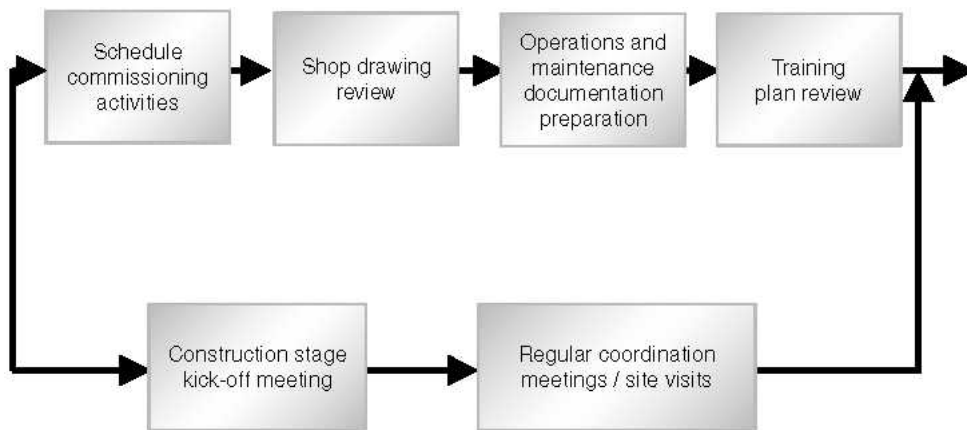 Schedule
commissioning
activities
Shop drawing
review
Operations and
maintenance
documentation
preparation
Training
plan review
Construction stage
kick-off meeting
Regular coordination
meetings / site visits